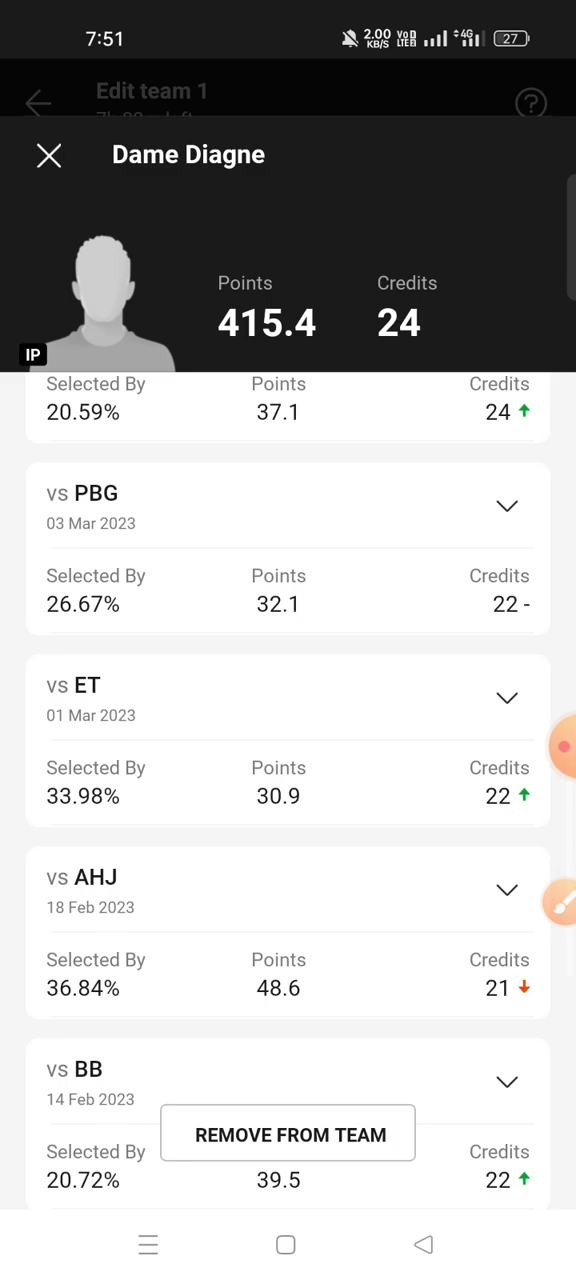 7:51
2.00
KB/S
VoD
LTED
4G
27
Edit team 1
Dame Diagne
Points
Credits
415.4
24
IP
Selected By
Points
Credits
20.59%
37.1
24
vs PBG
03 Mar 2023
Selected By
Points
Credits
26.67%
32.1
22 -
vs ET
01 Mar 2023
Selected By
Points
Credits
33.98%
30.9
22
vs AHJ
18 Feb 2023
Selected By
Points
Credits
36.84%
48.6
21
vs BB
14 Feb 2023
REMOVE FROM TEAM
Selected By
Credits
20.72%
39.5
22